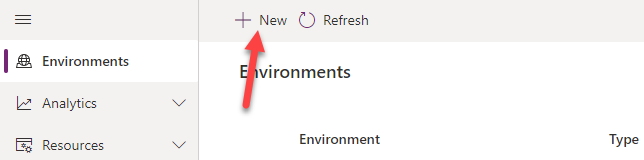 New Refresh
Environments
Environments
Analytics
Environment Type
Resources